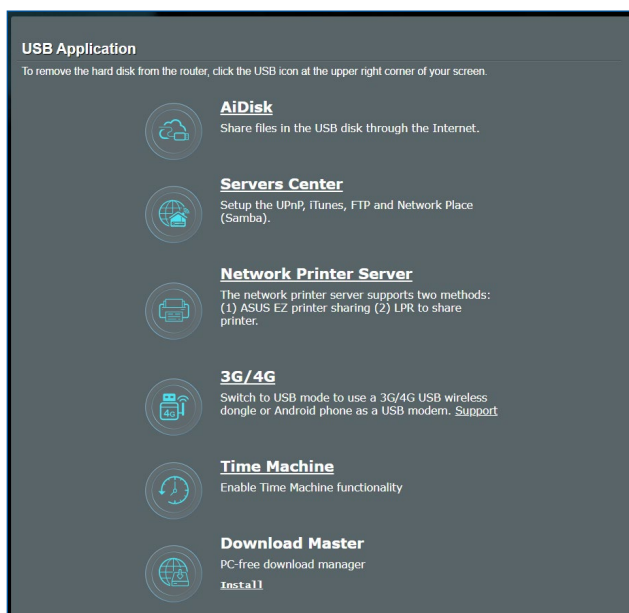 USB Application
To remove the hard disk from the router, click the USB icon at the upper right corner of your screen.
AiDisk
Share files in the USB disk through the Internet.
Servers Center
Setup the UPnP, iTunes, FTP and Network Place
(Samba).
Network Printer Server
The network printer server supports two methods:
(1) ASUS EZ printer sharing (2) LPR to share
printer.
3G/4G
Switch to USB mode to use a 3G/4G USB wireless
dongle or Android phone as a USB modem. Support
4G
Time Machine
Enable Time Machine functionality
Download Master
PC-free download manager
Install